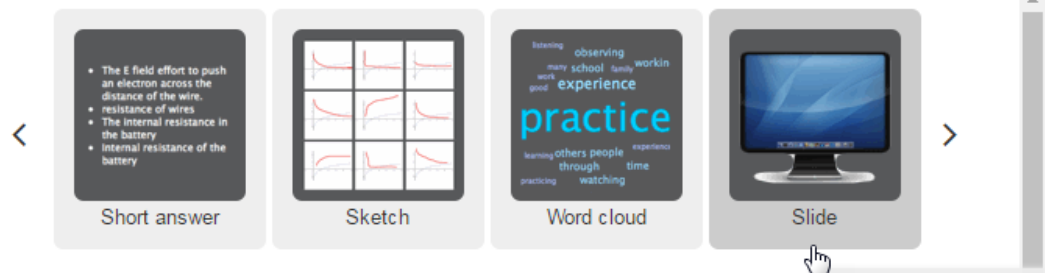 • The E field effort to push
an electron across the
distance of the wire.
• resistance of wires
• The internal resistance in
the battery
• Internal resistance of the
battery
Short answer
Sketch
listening
observing
many school family workin
work
good experience
practice
learning others people experienc
through time
practicing watching
Word cloud
Slide